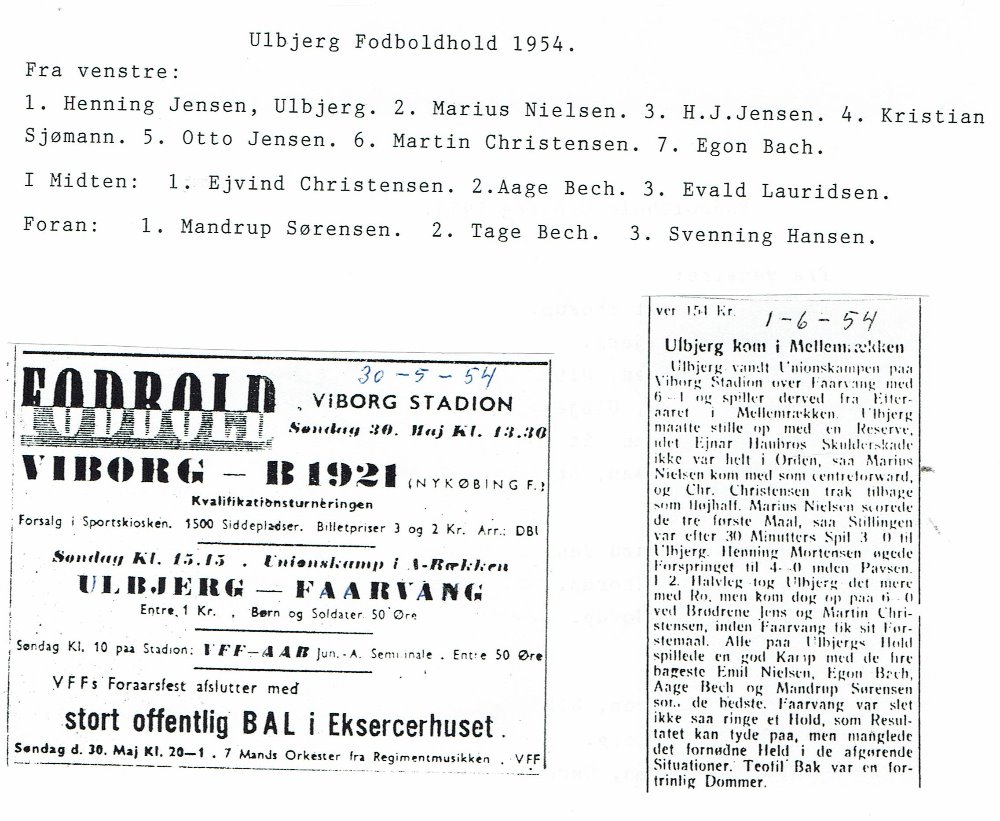 Ulbjerg Fodboldhold 1954.
Fra venstre:
1. Henning Jensen, Ulbjerg. 2. Marius Nielsen. 3. H.J.Jensen. 4. Kristian
Sjømann. 5. Otto Jensen. 6. Martin Christensen. 7. Egon Bach.
I Midten: 1. Ejvind Christensen. 2.Aage Bech. 3. Evald Lauridsen.
Foran: 1. Mandrup Sørensen. 2. Tage Bech. 3. Svenning Hansen.
30-5-54
FODBOLD
FODBOLD
. VIBORG STADION
Søndag 30. Maj Kl. 13.30
VIBORG – B 1921 (NYKØBING F.)
Kvalifikationsturneringen
Forsalg i Sportskiosken. 1500 Siddepladser. Billetpriser 3 og 2 Kr. Arr.: DBU
Søndag Kl. 15.15 . Unionskamp i A-Rækken
ULBJERG – FAARVANG
Entre 1 Kr. . Børn og Soldater 50 Øre
Søndag Kl. 10 paa Stadion: VFF–AAB Jun.-A. Semifinale . Entre 50 Øre
VFFs Foraarsfest afslutter med
stort offentlig BAL i Eksercerhuset.
Søndag d. 30. Maj Kl. 20–1 . 7 Mands Orkester fra Regimentmusikken . VFF
ver 154 Kr.
1-6-54
Ulbjerg kom i Mellemrækken
Ulbjerg vandt Unionskampen paa
Viborg Stadion over Faarvang med
6–1 og spiller derved fra Efter-
aaret i Mellemrækken. Ulbjerg
maatte stille op med en Reserve,
idet Ejnar Haubros Skulderskade
ikke var helt i Orden, saa Marius
Nielsen kom med som centreforward,
og Chr. Christensen trak tilbage
som Højhalf. Marius Nielsen scorede
de tre første Maal, saa Stillingen
var efter 30 Minutters Spil 3–0 til
Ulbjerg. Henning Mortensen øgede
Forspringet til 4–0 inden Pavsen.
I 2. Halvleg tog Ulbjerg det mere
med Ro, men kom dog op paa 6–0
ved Brødrene Jens og Martin Chri-
stensen, inden Faarvang fik sit Før-
stemaal. Alle paa Ulbjergs Hold
spillede en god Kamp med de fire
bageste Emil Nielsen, Egon Bach,
Aage Bech og Mandrup Sørensen
som de bedste. Faarvang var slet
ikke saa ringe et Hold, som Resul-
tatet kan tyde paa, men manglede
det fornødne Held i de afgørende
Situationer. Teofil Bak var en for-
trinlig Dommer.